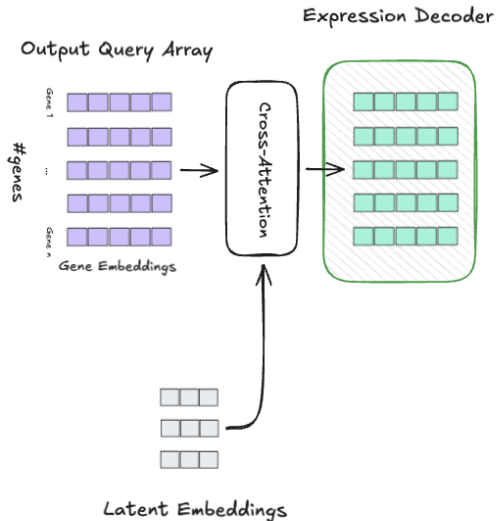 Expression Decoder
Output Query Array
Gene 1
...
Gene n
#genes
Gene Embeddings
Cross-Attention
Latent Embeddings